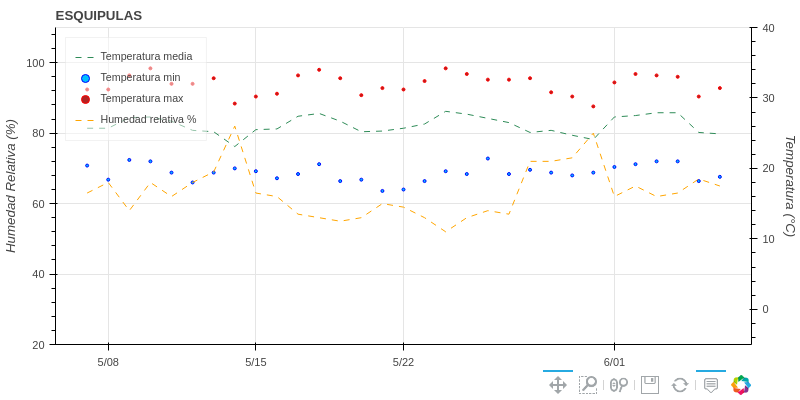 ESQUIPULAS
Temperatura media
Temperatura min
Temperatura max
Humedad relativa %
Humedad Relativa (%)
100
80
60
40
20
Temperatura (°C)
40
30
20
10
0
5/08
5/15
5/22
6/01